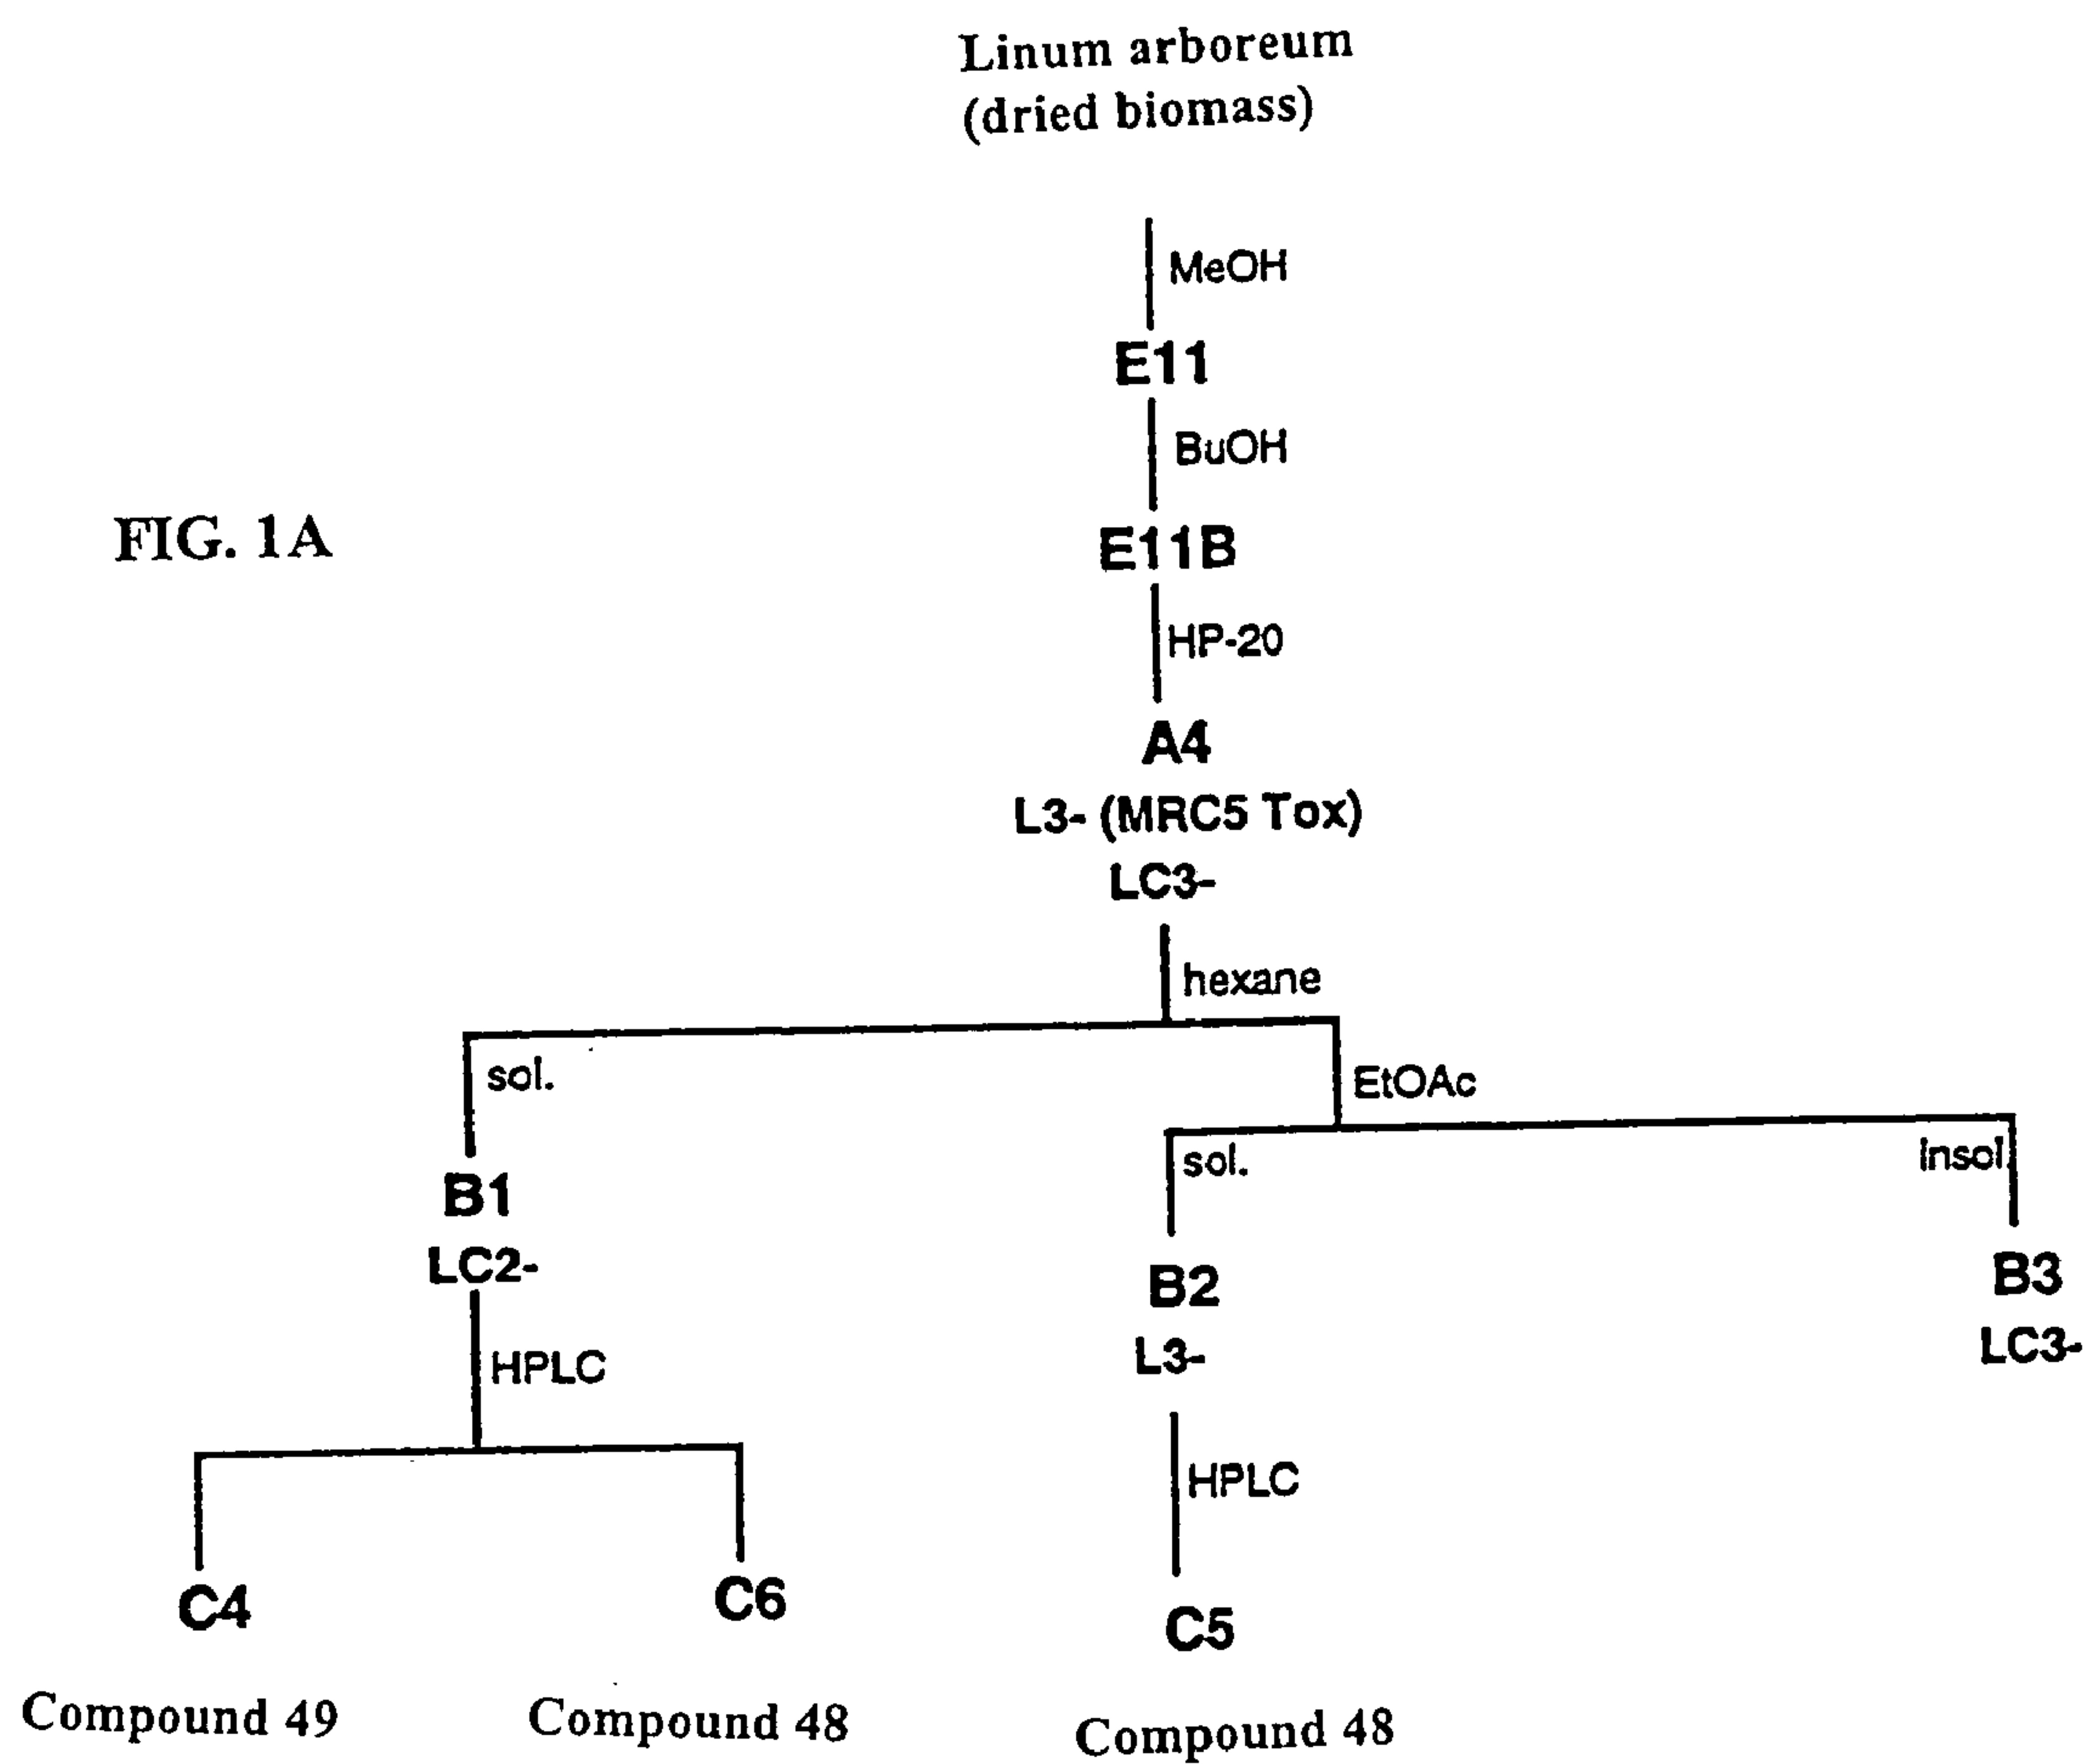 Linum arboreum
(dried biomass)
MeOH
E11
BuOH
FIG. 1A
E11B
HP-20
A4
L3- (MRC5 Tox)
LC3-
hexane
sol.
EtOAc
sol.
insol.
B1
LC2-
B2
L3-
B3
LC3-
HPLC
HPLC
C4
C6
C5
Compound 49
Compound 48
Compound 48